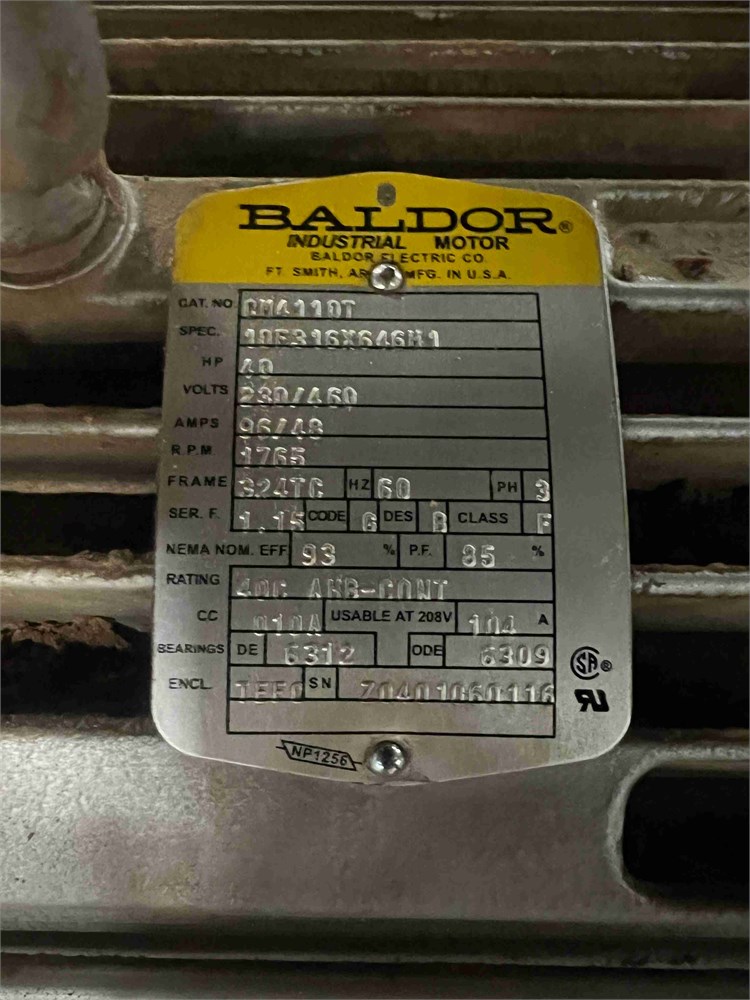 BALDOR®
INDUSTRIAL MOTOR
BALDOR ELECTRIC CO.
FT. SMITH, MFG. IN U.S.A.
CAT. NO. VM4110T
SPEC. 10E316X646H1
HP 40
VOLTS 230/460
AMPS 96/48
R.P.M 1765
FRAME 324TC HZ 60 PH 3
SER. F. 1.15 CODE G DES B CLASS F
NEMA NOM. EFF 93 % P.F. 85 %
RATING 40C AMB-CONT
CC 010A USABLE AT 208V 104 A
BEARINGS DE 6312 ODE 6309
ENCL. TEFC SN Z0401060116
SA®
NP1256